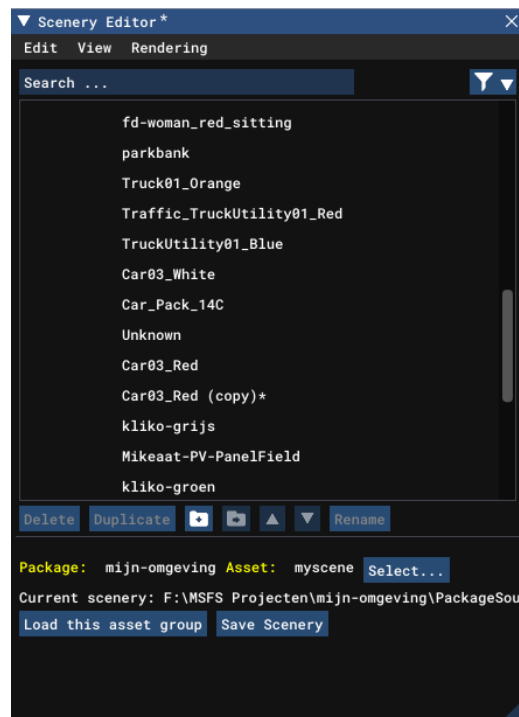 Scenery Editor*
Edit View Rendering
Search ...
fd-woman_red_sitting
parkbank
Truck01_Orange
Traffic_TruckUtility01_Red
TruckUtility01_Blue
Car03_White
Car_Pack_14C
Unknown
Car03_Red
Car03_Red (copy)*
kliko-grijs
Mikeaat-PV-PanelField
kliko-groen
Delete Duplicate Rename
Package: mijn-omgeving Asset: myscene Select...
Current scenery: F:\MSFS Projecten\mijn-omgeving\PackageSou
Load this asset group Save Scenery